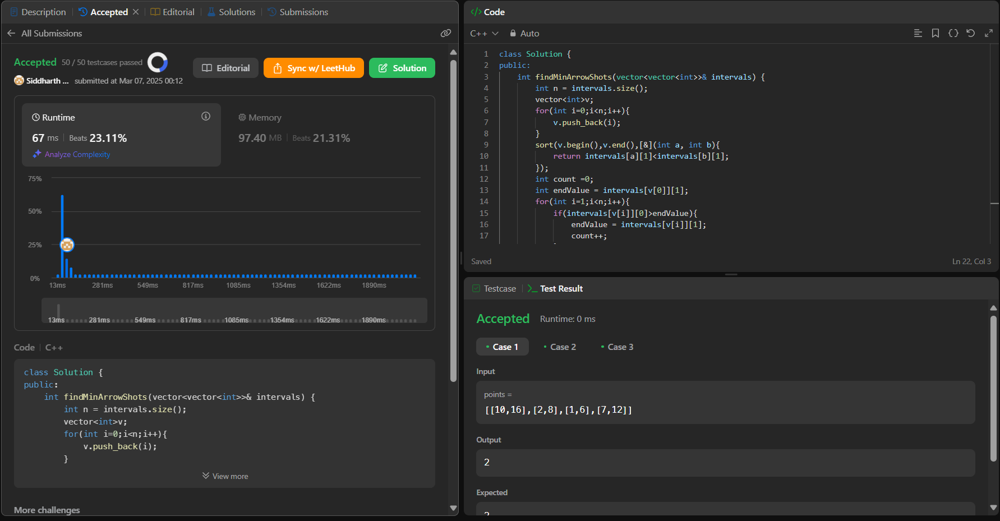 Description
Accepted
Editorial
Solutions
Submissions
All Submissions
Accepted 50 / 50 testcases passed
Siddharth ... submitted at Mar 07, 2025 00:12
Editorial
Sync w/ LeetHub
Solution
Runtime
67 ms Beats 23.11%
Analyze Complexity
Memory
97.40 MB Beats 21.31%
75%
50%
25%
0%
13ms 281ms 549ms 817ms 1085ms 1354ms 1622ms 1890ms
13ms 281ms 549ms 817ms 1085ms 1354ms 1622ms 1890ms
Code C++
class Solution {
public:
    int findMinArrowShots(vector<vector<int>>& intervals) {
        int n = intervals.size();
        vector<int>v;
        for(int i=0;i<n;i++){
            v.push_back(i);
        }
View more
More challenges
</> Code
C++ Auto
1 class Solution {
2 public:
3     int findMinArrowShots(vector<vector<int>>& intervals) {
4         int n = intervals.size();
5         vector<int>v;
6         for(int i=0;i<n;i++){
7             v.push_back(i);
8         }
9         sort(v.begin(),v.end(),[&](int a, int b){
10             return intervals[a][1]<intervals[b][1];
11         });
12         int count =0;
13         int endValue = intervals[v[0]][1];
14         for(int i=1;i<n;i++){
15             if(intervals[v[i]][0]>endValue){
16                 endValue = intervals[v[i]][1];
17                 count++;
Saved
Ln 22, Col 3
Testcase
Test Result
Accepted Runtime: 0 ms
Case 1
Case 2
Case 3
Input
points =
[[10,16],[2,8],[1,6],[7,12]]
Output
2
Expected
2